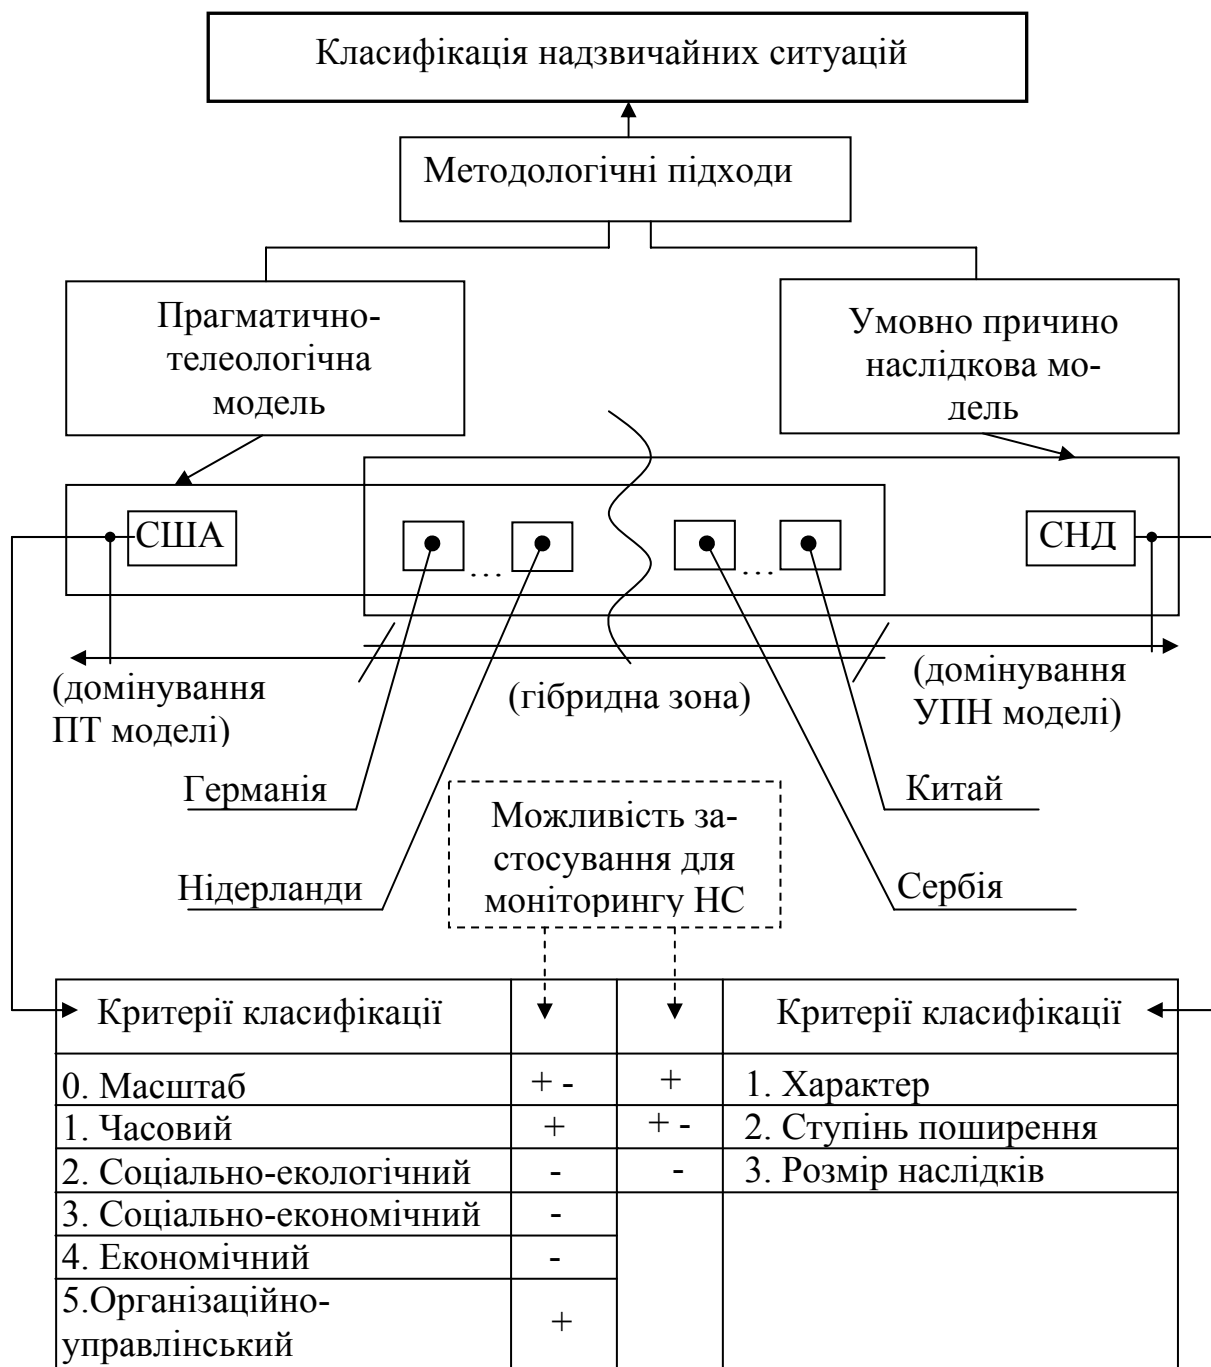 Класифікація надзвичайних ситуацій
Методологічні підходи
Прагматично-
телеологічна
модель
Умовно причино
наслідкова мо-
дель
США
...
...
СНД
(домінування
ПТ моделі)
(гібридна зона)
(домінування
УПН моделі)
Германія
Нідерланди
Можливість за-
стосування для
моніторингу НС
Китай
Сербія
Критерії класифікації
Критерії класифікації
0. Масштаб + - + 1. Характер
1. Часовий + + - 2. Ступінь поширення
2. Соціально-екологічний - - 3. Розмір наслідків
3. Соціально-економічний -
4. Економічний -
5.Організаційно-
управлінський +